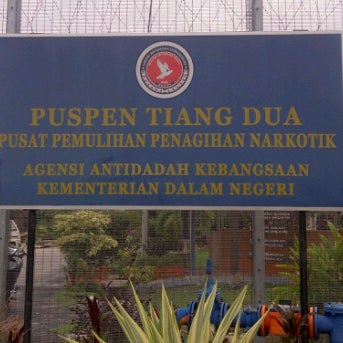 PUSPEN TIANG DUA
PUSAT PEMULIHAN PENAGIHAN NARKOTIK
AGENSI ANTIDADAH KEBANGSAAN
KEMENTERIAN DALAM NEGERI